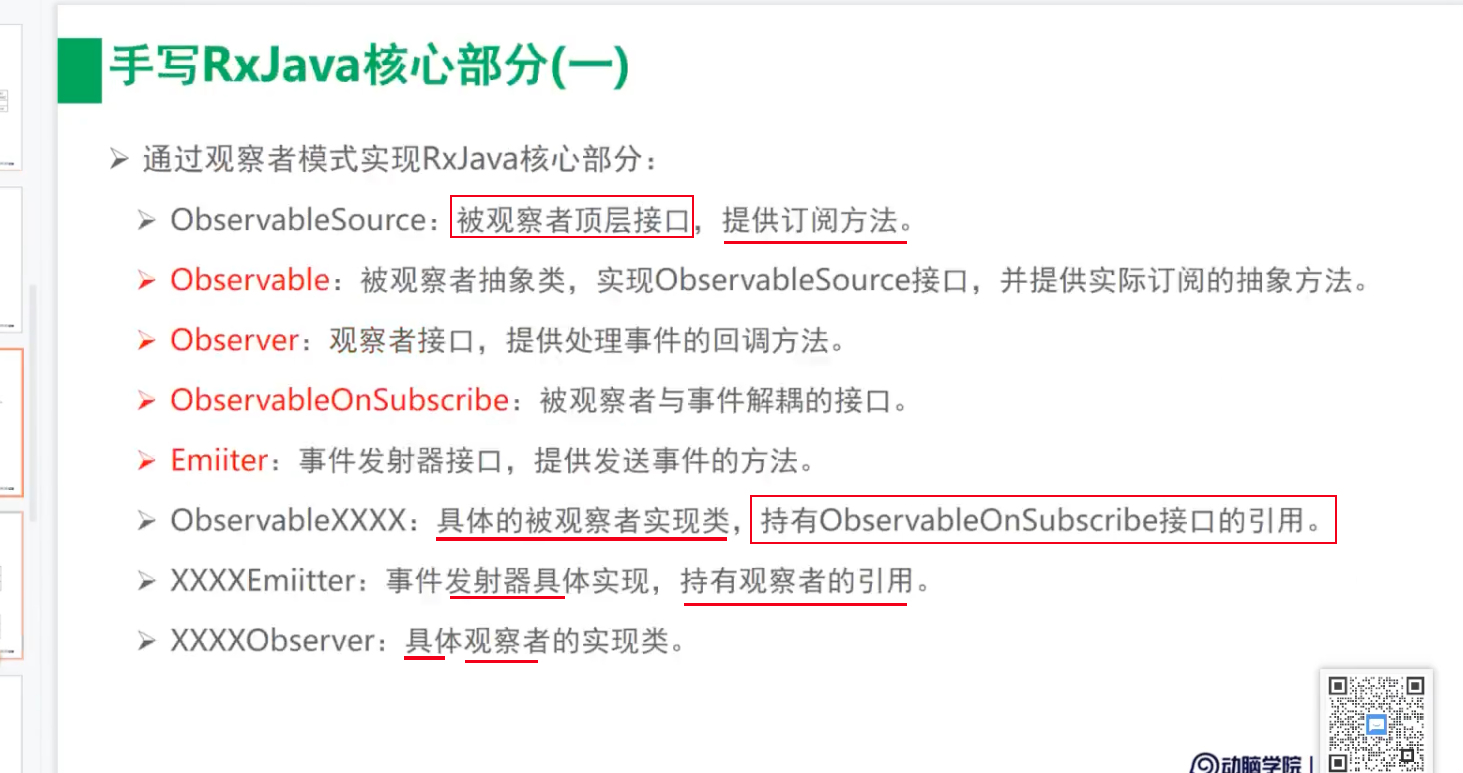 手写RxJava核心部分(一)
通过观察者模式实现RxJava核心部分：
ObservableSource：被观察者顶层接口，提供订阅方法。
Observable：被观察者抽象类，实现ObservableSource接口，并提供实际订阅的抽象方法。
Observer：观察者接口，提供处理事件的回调方法。
ObservableOnSubscribe：被观察者与事件解耦的接口。
Emiiter：事件发射器接口，提供发送事件的方法。
ObservableXXXX：具体的被观察者实现类，持有ObservableOnSubscribe接口的引用。
XXXXEmiitter：事件发射器具体实现，持有观察者的引用。
XXXXObserver：具体观察者的实现类。
动脑学院